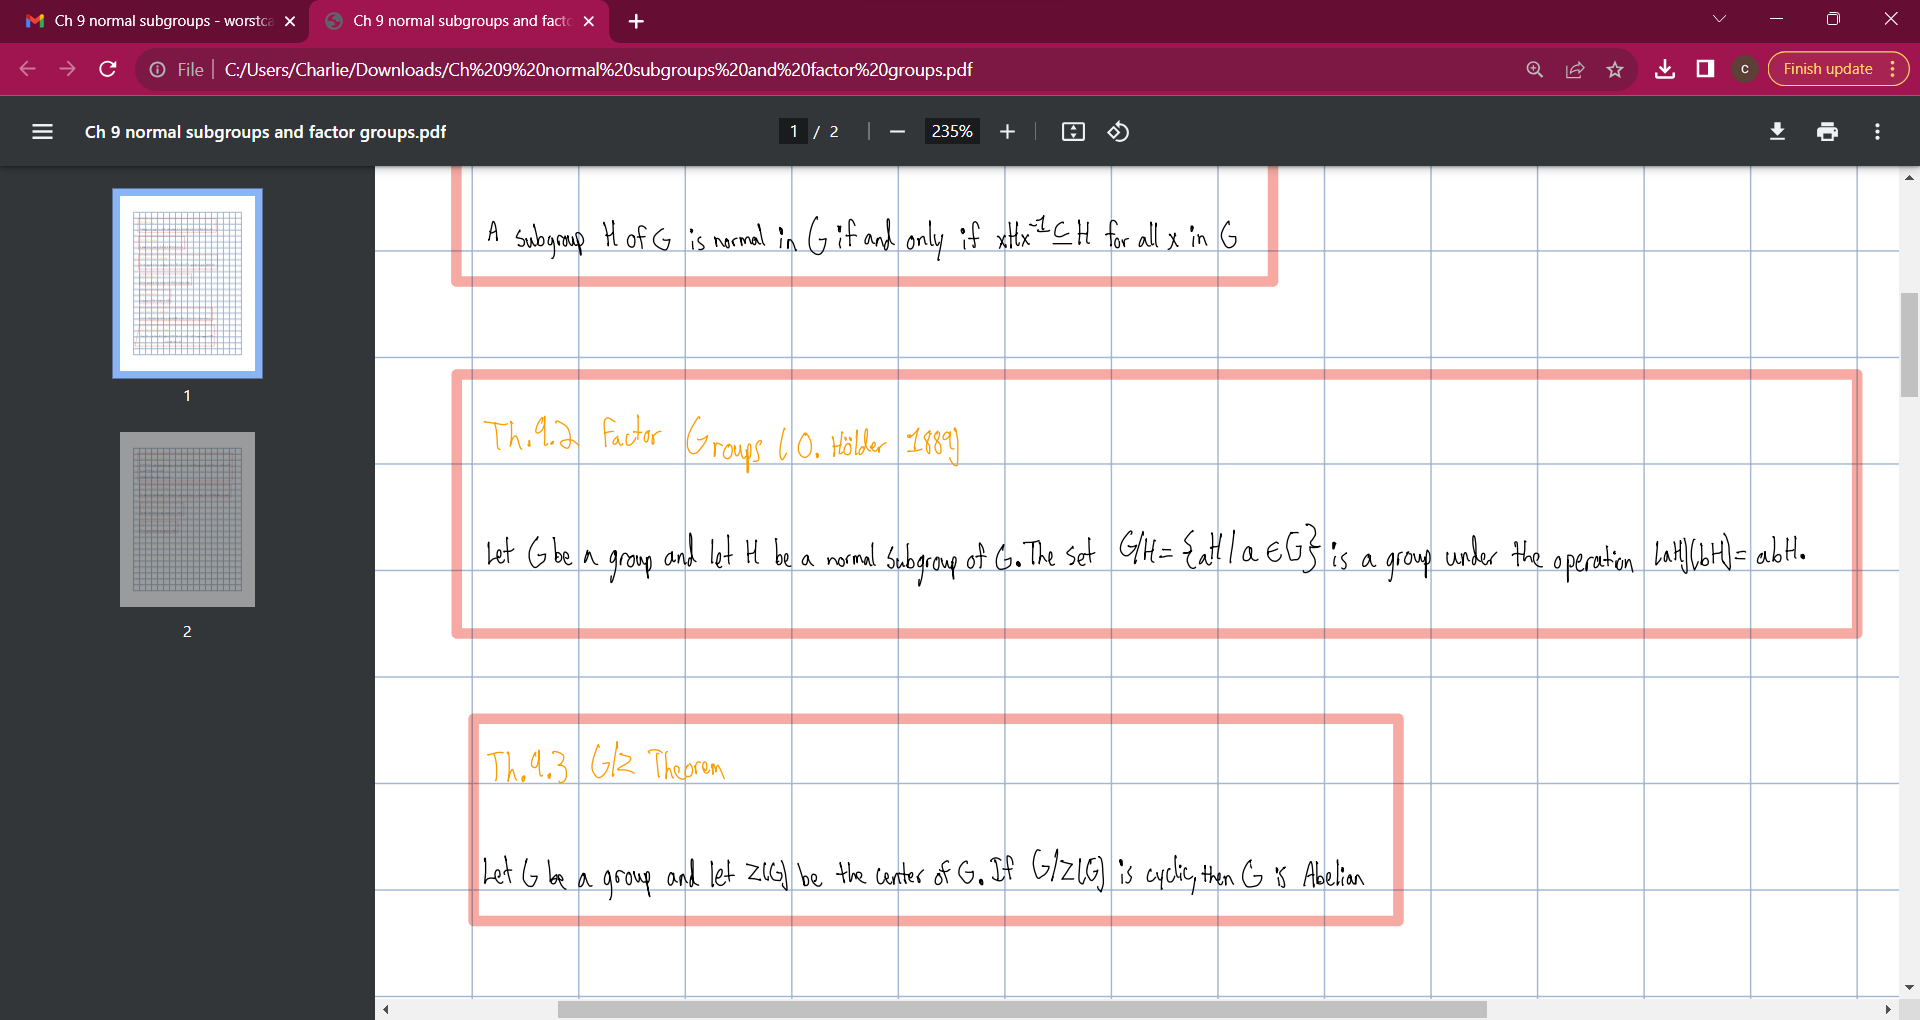 Ch 9 normal subgroups - worstca
Ch 9 normal subgroups and facto
File
C:/Users/Charlie/Downloads/Ch%209%20normal%20subgroups%20and%20factor%20groups.pdf
C
Finish update
Ch 9 normal subgroups and factor groups.pdf
1 / 2
235%
1
2
A subgroup H of G is normal in G if and only if xHx⁻¹ ⊆ H for all x in G
Th.9.2 Factor Groups (O. Hölder 1889)
Let G be a group and let H be a normal subgroup of G. The set G/H = {aH | a ∈ G} is a group under the operation (aH)(bH) = abH.
Th.9.3 G/Z Theorem
Let G be a group and let Z(G) be the center of G. If G/Z(G) is cyclic, then G is Abelian